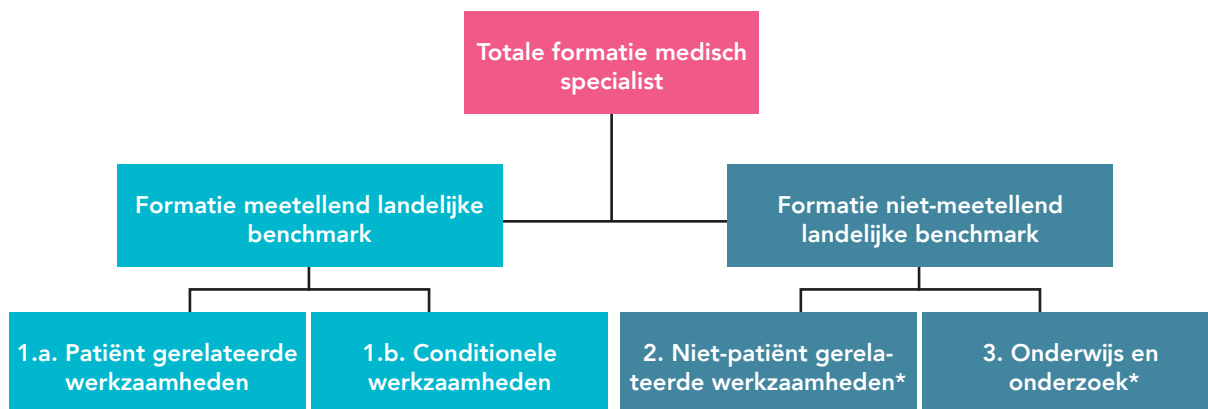 Totale formatie medisch
specialist
Formatie meetellend landelijke
benchmark
Formatie niet-meetellend
landelijke benchmark
1.a. Patiënt gerelateerde
werkzaamheden
1.b. Conditionele
werkzaamheden
2. Niet-patiënt gerela-
teerde werkzaamheden*
3. Onderwijs en
onderzoek*